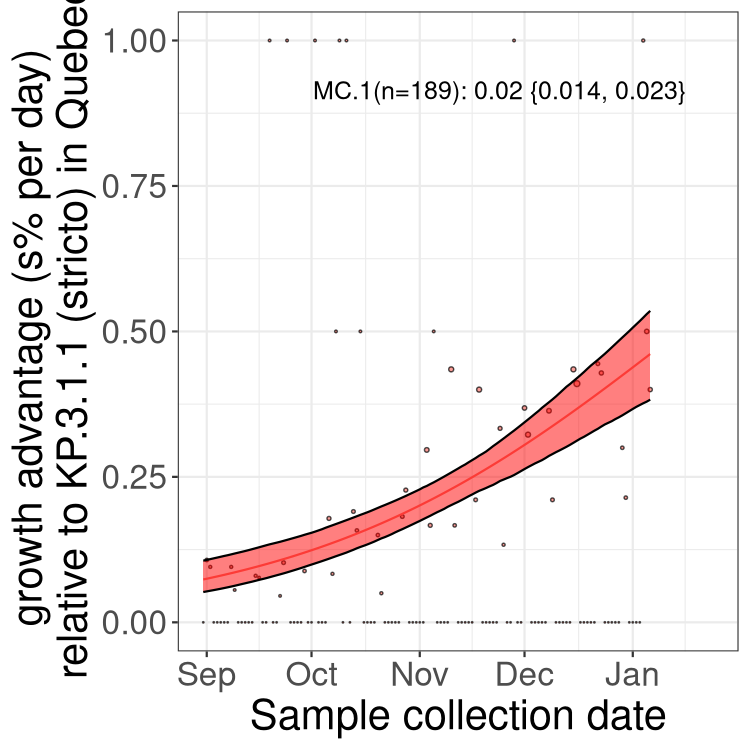 growth advantage (s% per day)
relative to KP.3.1.1 (stricto) in Quebec
1.00
0.75
0.50
0.25
0.00
MC.1(n=189): 0.02 {0.014, 0.023}
Sep Oct Nov Dec Jan
Sample collection date